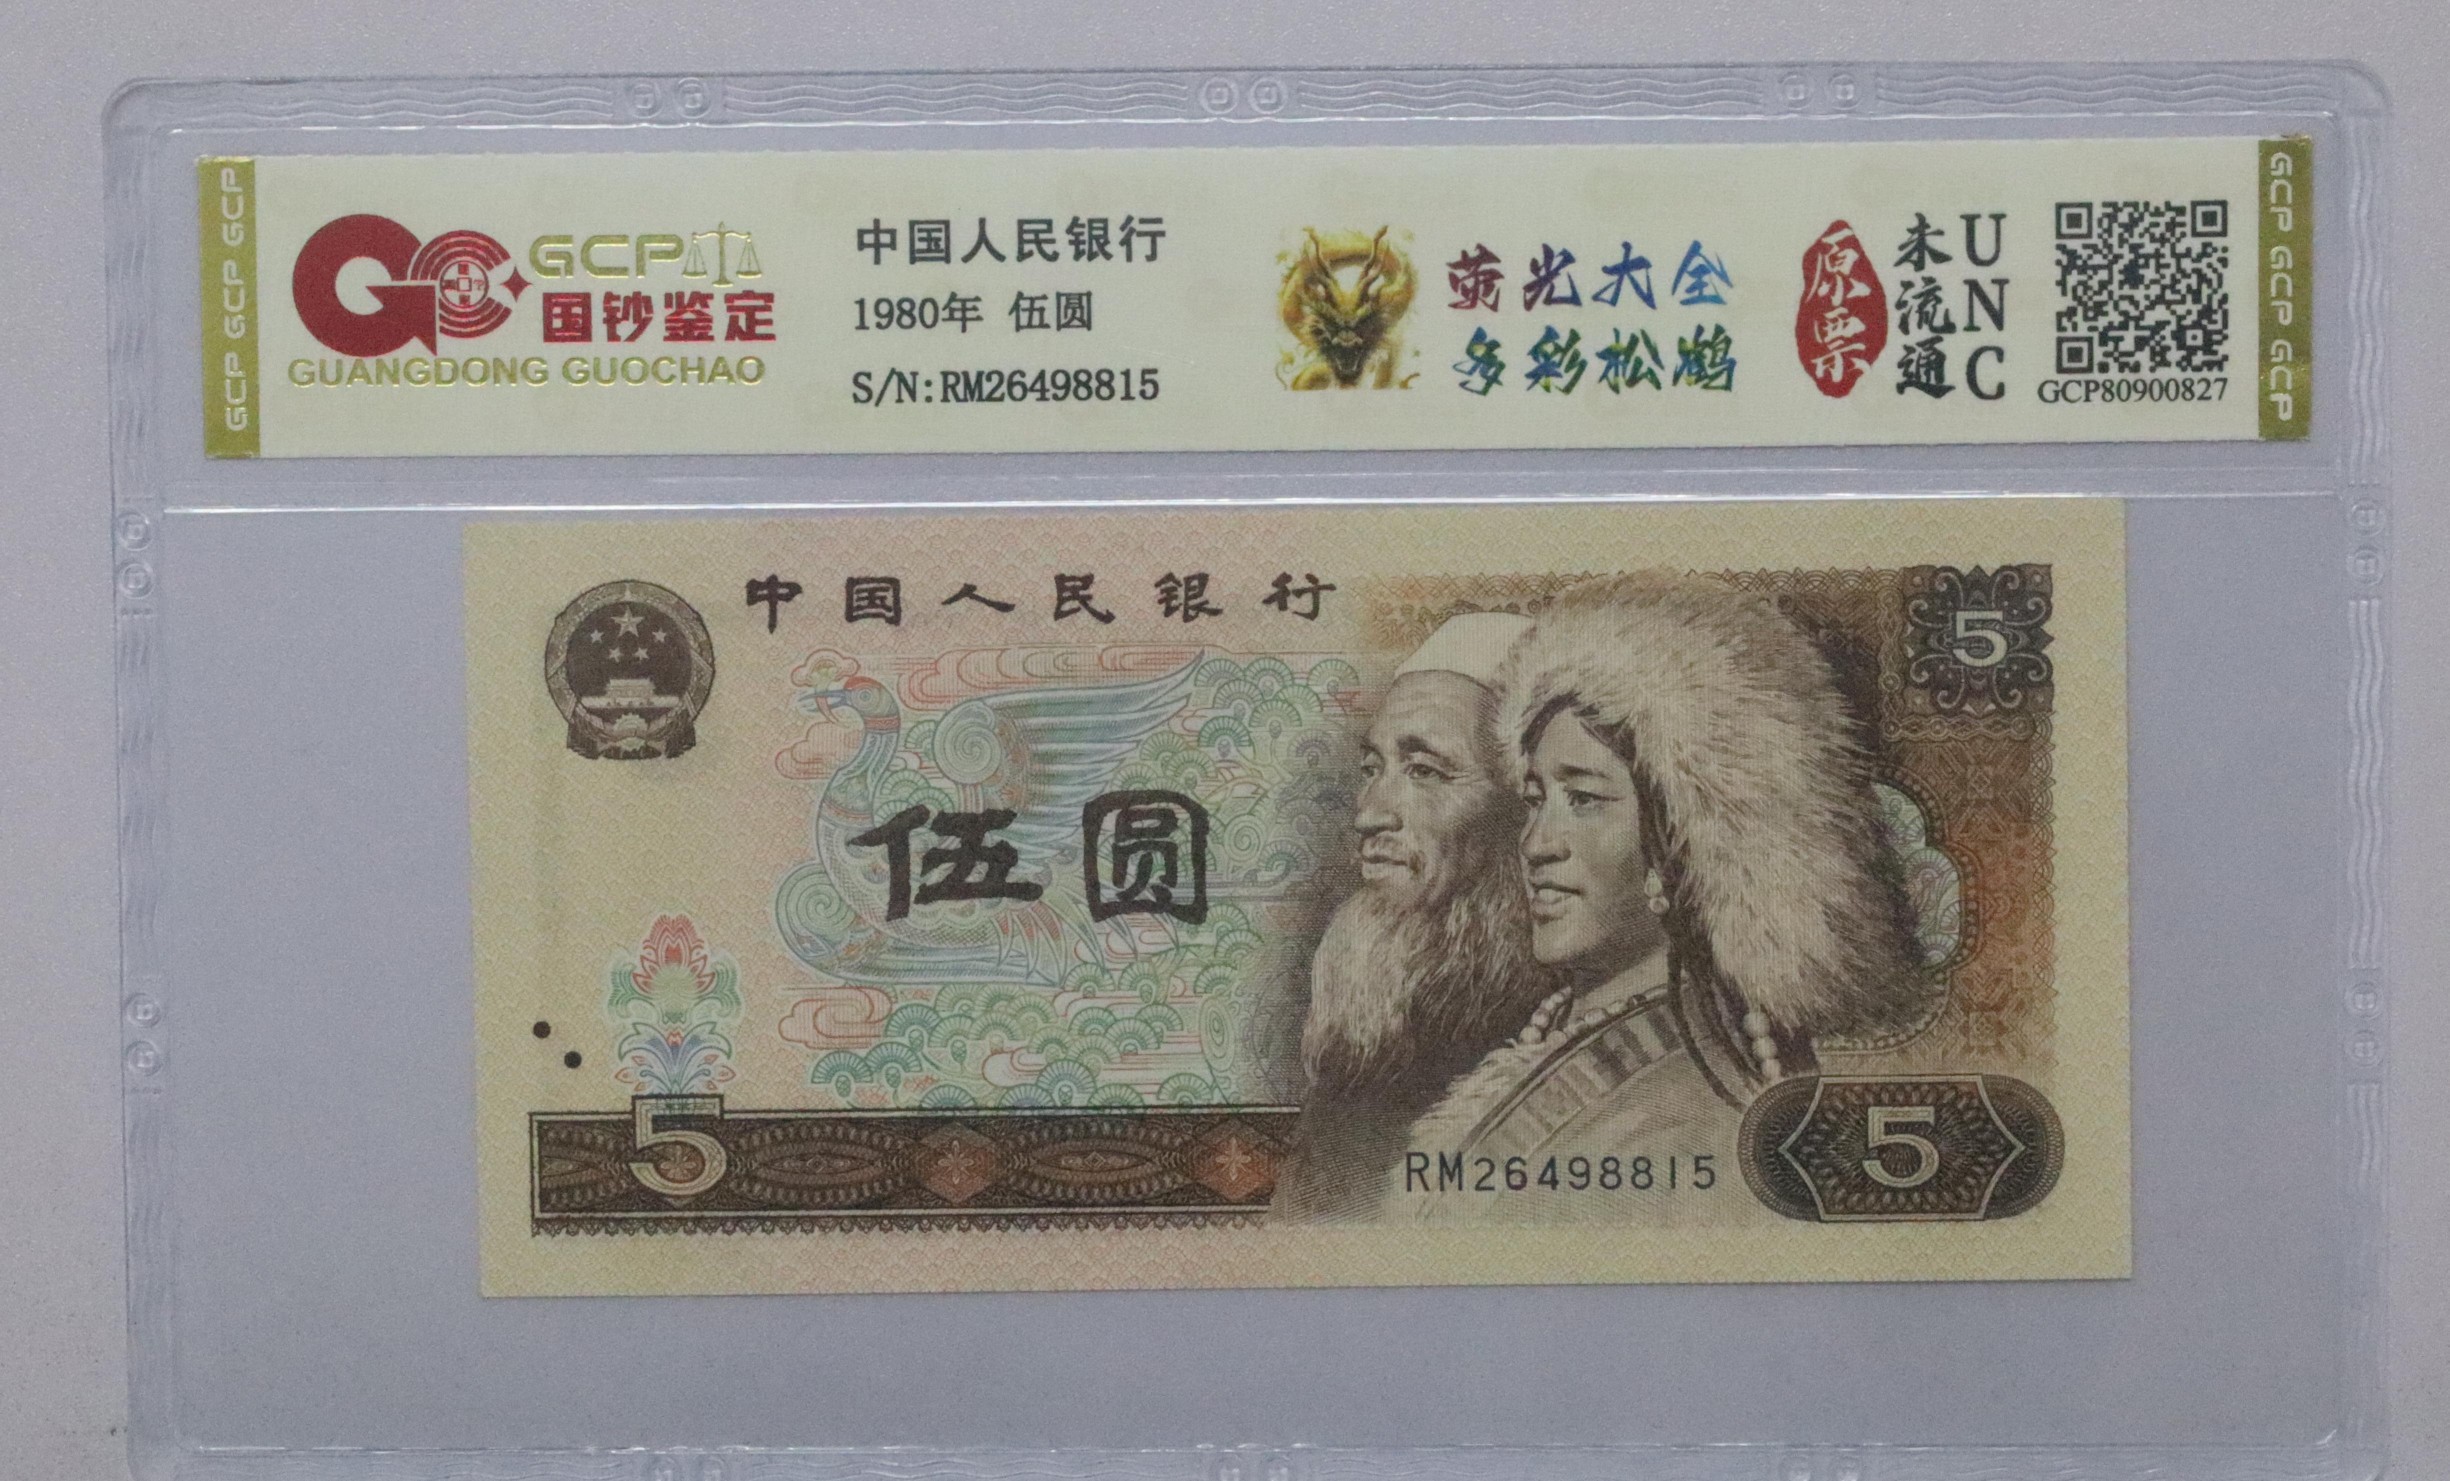 GCP GCP GCP
GCP
国钞鉴定
GUANGDONG GUOCHAO
中国人民银行
1980年 伍圆
S/N:RM26498815
荧光大全
多彩松鹤
原票
未流通
UNC
GCP80900827
GCP GCP GCP
中国人民银行
5
伍圆
5
RM26498815
5